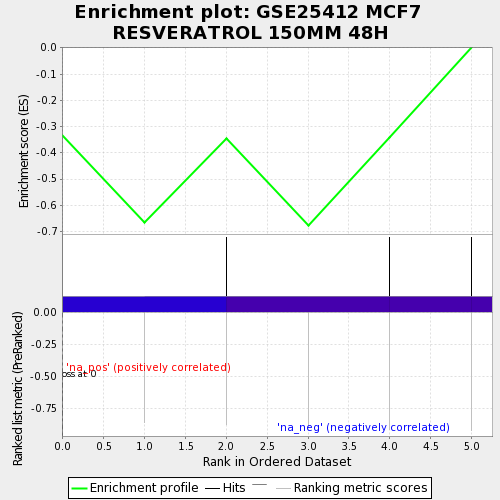 Enrichment plot: GSE25412 MCF7
RESVERATROL 150MM 48H
Enrichment score (ES)
0.0
-0.1
-0.2
-0.3
-0.4
-0.5
-0.6
-0.7
Ranked list metric (PreRanked)
0.00
-0.25
-0.50
-0.75
'na_pos' (positively correlated)
at 0
'na_neg' (negatively correlated)
0.0 0.5 1.0 1.5 2.0 2.5 3.0 3.5 4.0 4.5 5.0
Rank in Ordered Dataset
Enrichment profile Hits Ranking metric scores